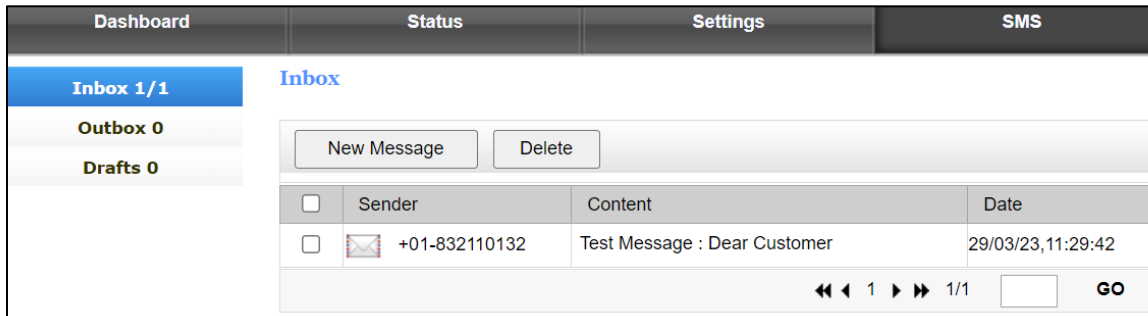 Dashboard Status Settings SMS
Inbox 1/1
Outbox 0
Drafts 0
Inbox
New Message Delete
Sender Content Date
+01-832110132 Test Message : Dear Customer 29/03/23,11:29:42
1 1/1 GO